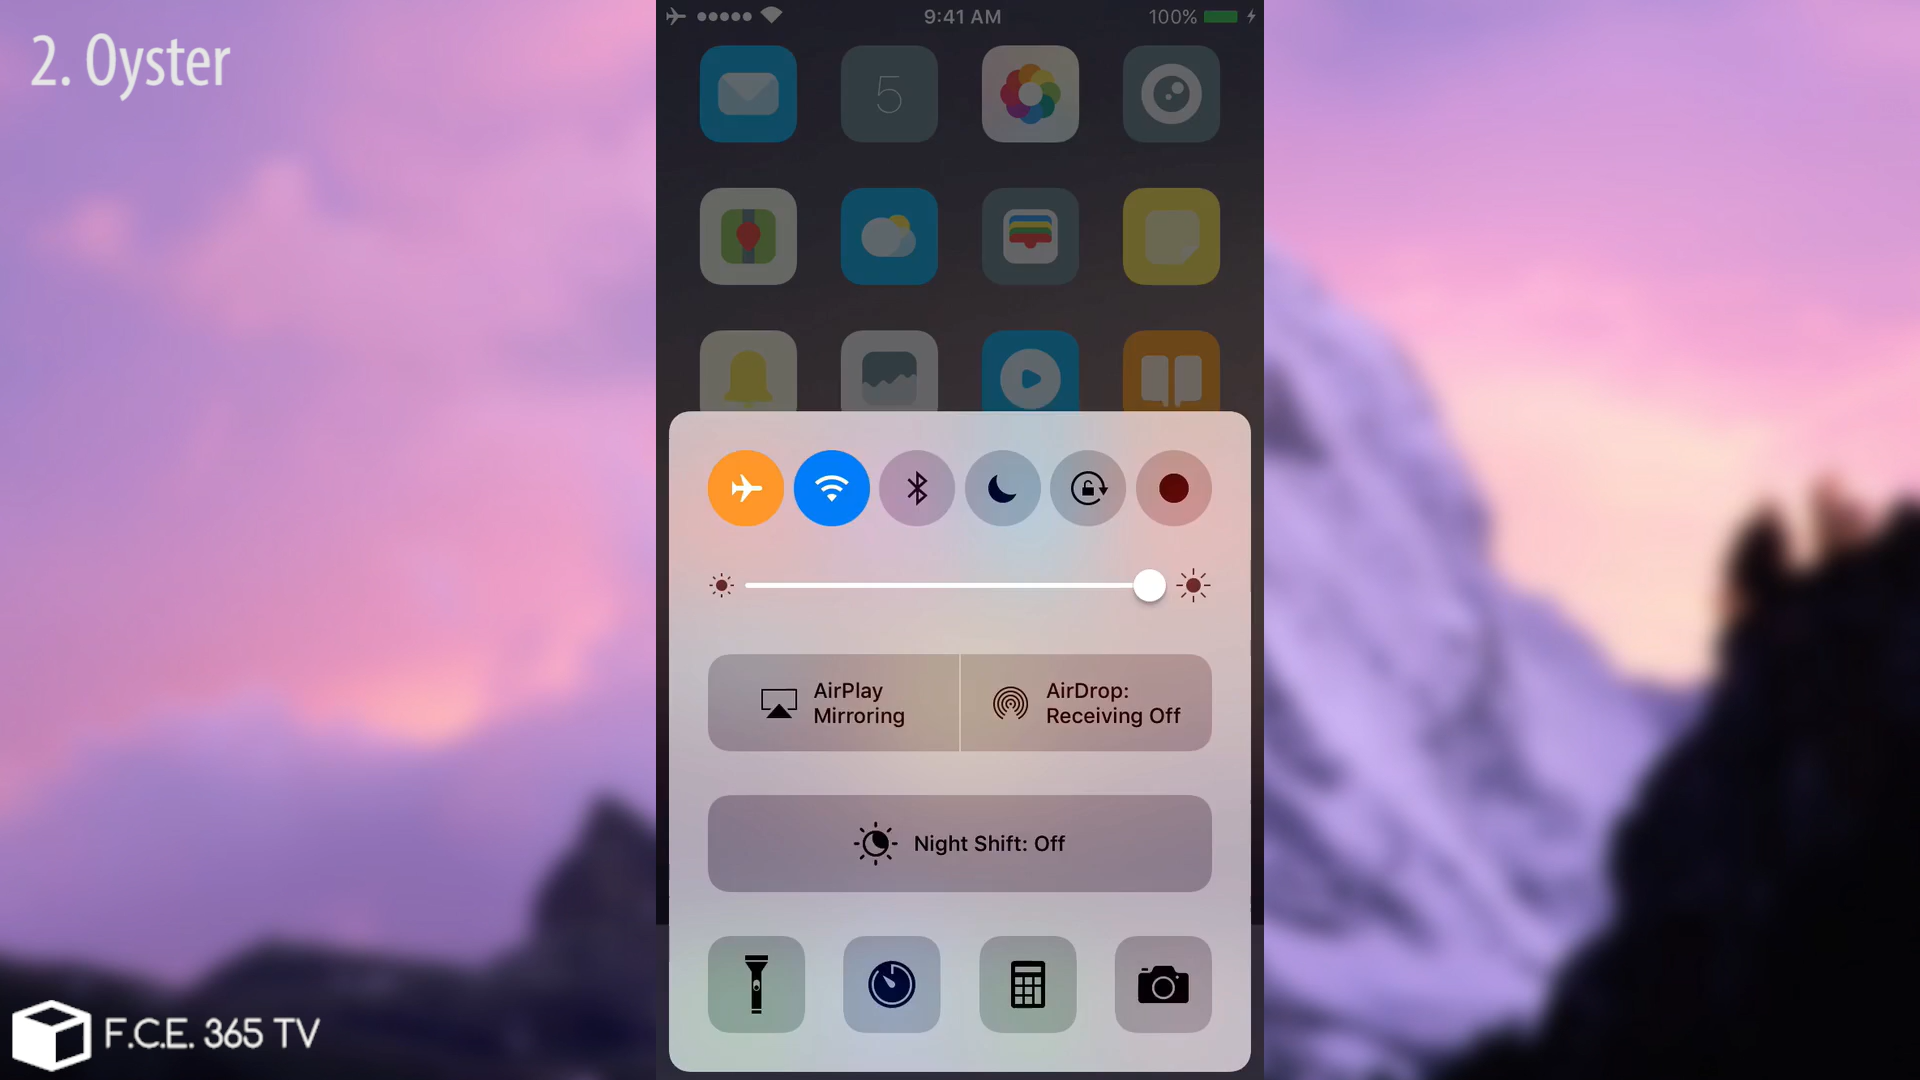 2. Oyster
9:41 AM
100%
5
AirPlay
Mirroring
AirDrop:
Receiving Off
Night Shift: Off
F.C.E. 365 TV